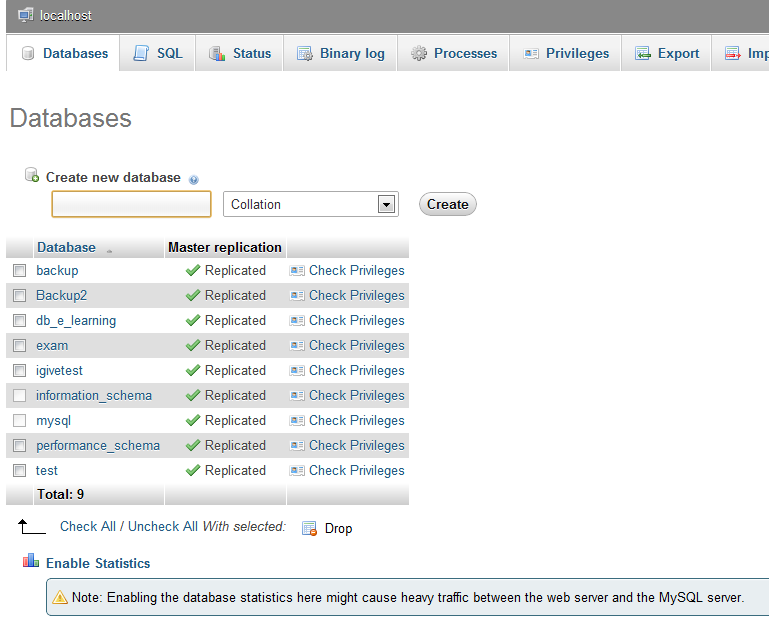 localhost
Databases SQL Status Binary log Processes Privileges Export Imp
Databases
Create new database
Collation Create
Database Master replication
backup Replicated Check Privileges
Backup2 Replicated Check Privileges
db_e_learning Replicated Check Privileges
exam Replicated Check Privileges
igivetest Replicated Check Privileges
information_schema Replicated Check Privileges
mysql Replicated Check Privileges
performance_schema Replicated Check Privileges
test Replicated Check Privileges
Total: 9
Check All / Uncheck All With selected: Drop
Enable Statistics
Note: Enabling the database statistics here might cause heavy traffic between the web server and the MySQL server.